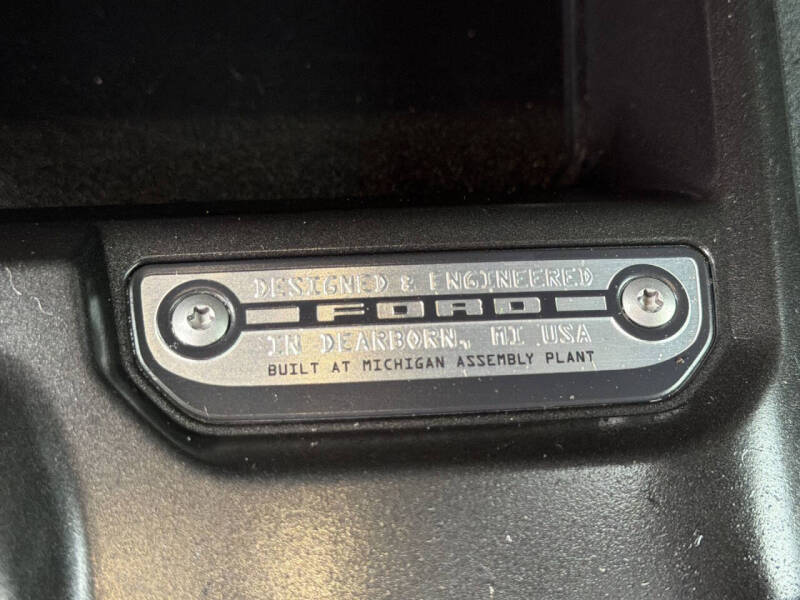 DESIGNED & ENGINEERED
FORD
IN DEARBORN, MI USA
BUILT AT MICHIGAN ASSEMBLY PLANT